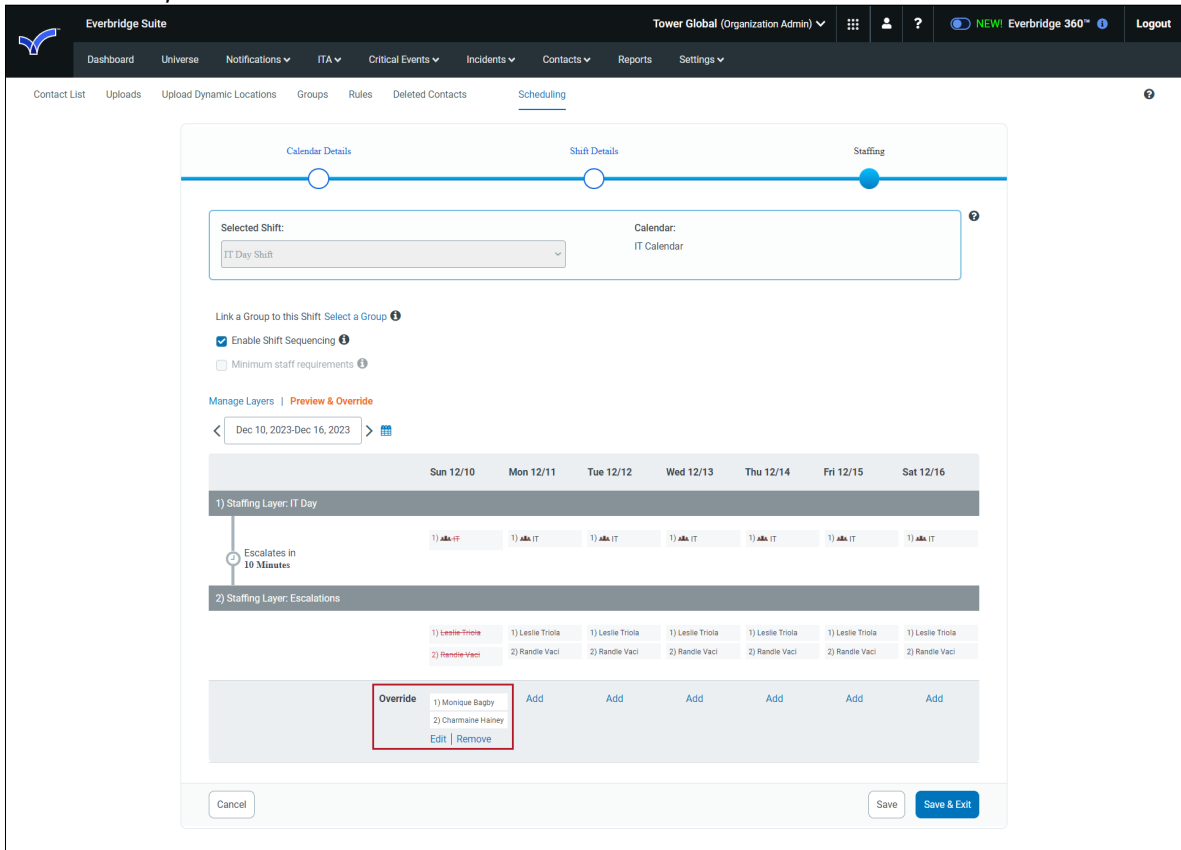 Everbridge Suite
Tower Global (Organization Admin)
?
NEW! Everbridge 360™
Logout
Dashboard Universe Notifications ITA Critical Events Incidents Contacts Reports Settings
Contact List Uploads Upload Dynamic Locations Groups Rules Deleted Contacts Scheduling
Calendar Details Shift Details Staffing
Selected Shift: Calendar:
IT Day Shift IT Calendar
Link a Group to this Shift Select a Group
Enable Shift Sequencing
Minimum staff requirements
Manage Layers | Preview & Override
Dec 10, 2023-Dec 16, 2023
Sun 12/10 Mon 12/11 Tue 12/12 Wed 12/13 Thu 12/14 Fri 12/15 Sat 12/16
1) Staffing Layer: IT Day
1) IT 1) IT 1) IT 1) IT 1) IT 1) IT 1) IT
Escalates in
10 Minutes
2) Staffing Layer: Escalations
1) Leslie Triola 1) Leslie Triola 1) Leslie Triola 1) Leslie Triola 1) Leslie Triola 1) Leslie Triola 1) Leslie Triola
2) Randle Vaci 2) Randle Vaci 2) Randle Vaci 2) Randle Vaci 2) Randle Vaci 2) Randle Vaci 2) Randle Vaci
Override 1) Monique Bagby Add Add Add Add Add Add
2) Charmaine Hainey
Edit | Remove
Cancel Save Save & Exit